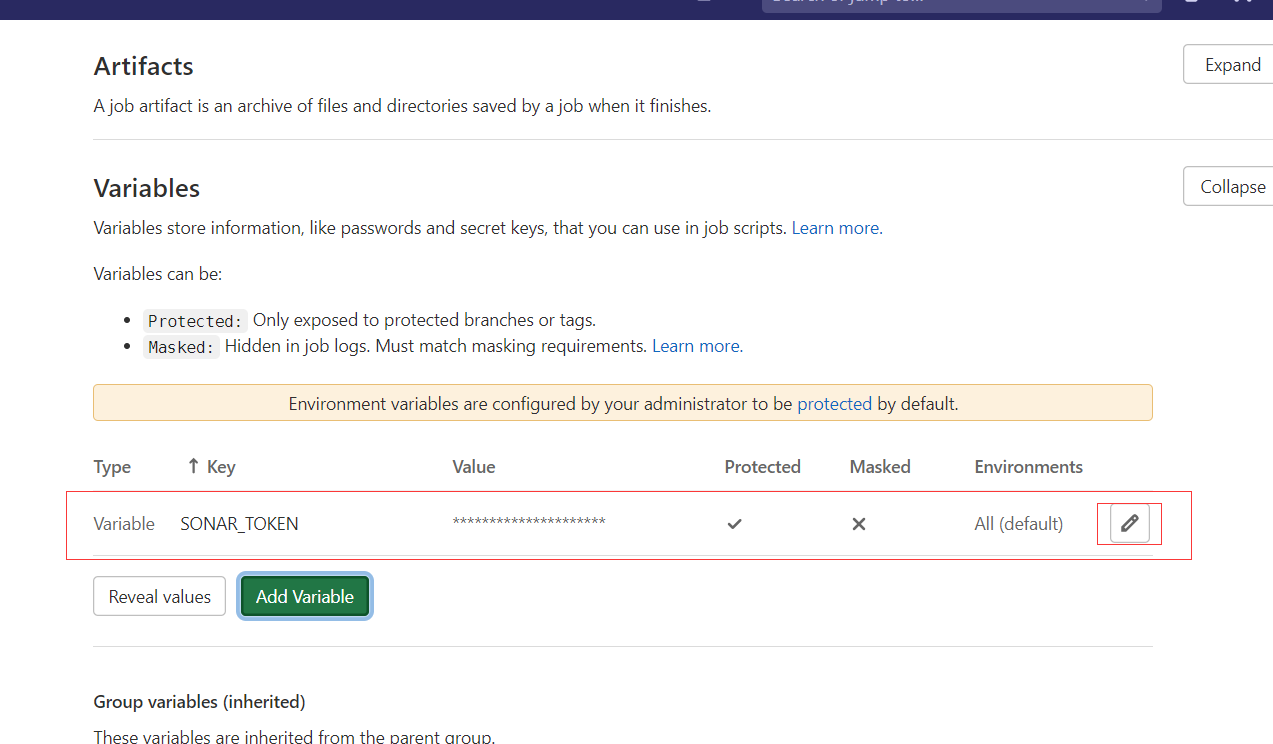 Artifacts
Expand
A job artifact is an archive of files and directories saved by a job when it finishes.
Variables
Collapse
Variables store information, like passwords and secret keys, that you can use in job scripts. Learn more.
Variables can be:
Protected: Only exposed to protected branches or tags.
Masked: Hidden in job logs. Must match masking requirements. Learn more.
Environment variables are configured by your administrator to be protected by default.
Type ↑ Key Value Protected Masked Environments
Variable SONAR_TOKEN ********************* All (default)
Reveal values Add Variable
Group variables (inherited)
These variables are inherited from the parent group.